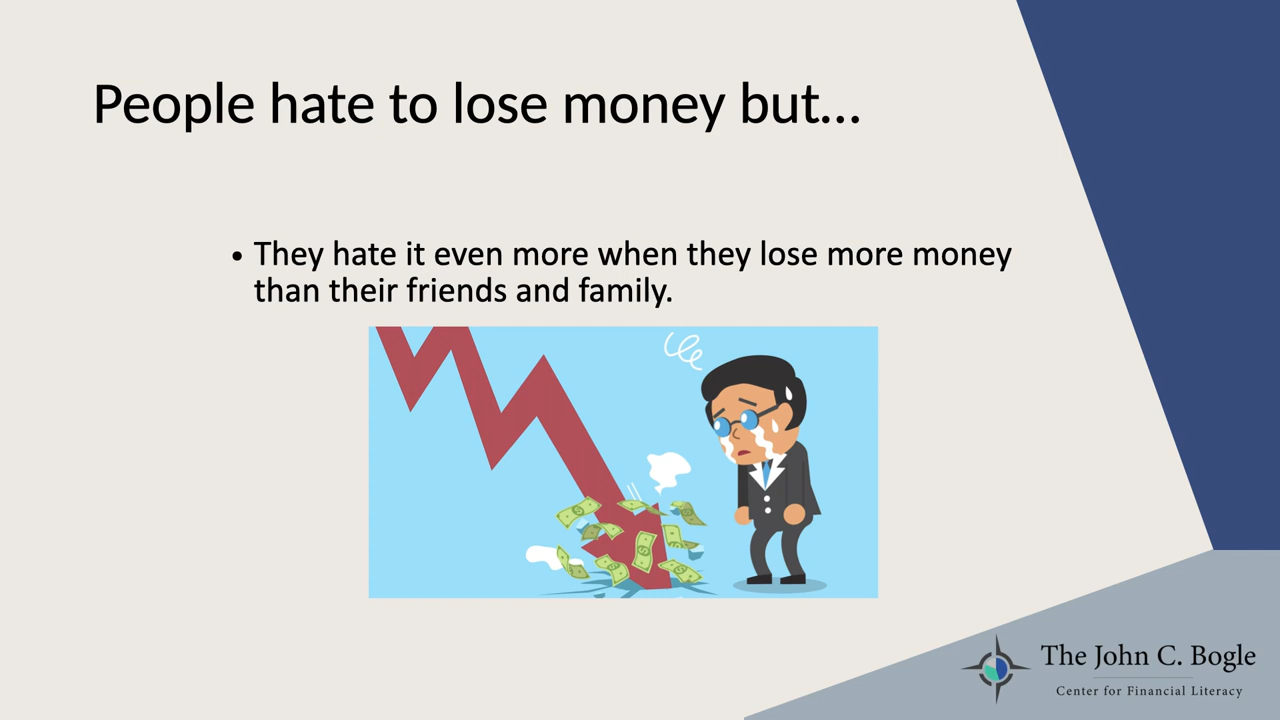 People hate to lose money but...
• They hate it even more when they lose more money
than their friends and family.
The John C. Bogle
Center for Financial Literacy